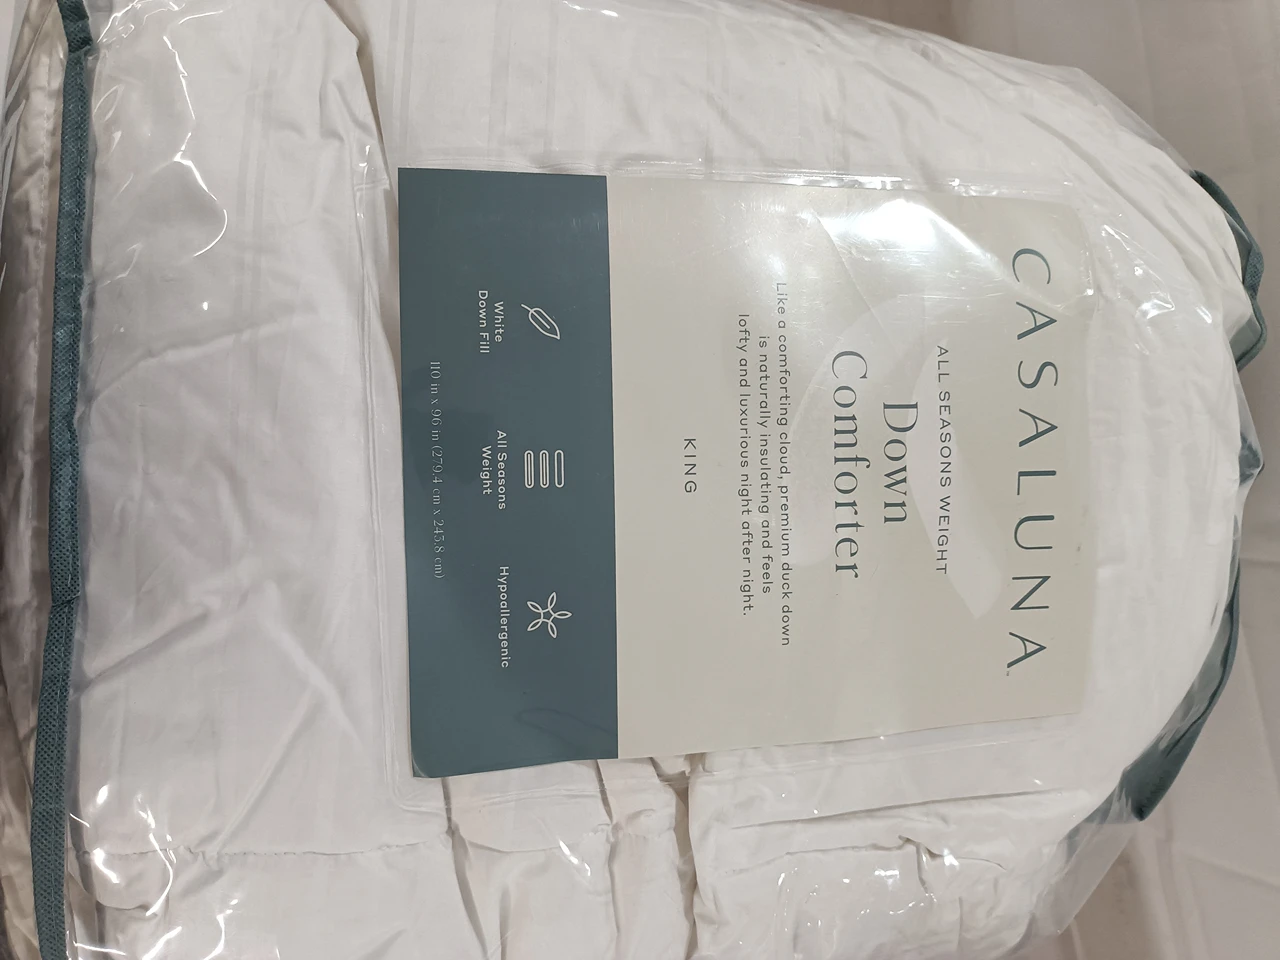 CASALUNA™
ALL SEASONS WEIGHT
Down
Comforter
Like a comforting cloud, premium duck down
is naturally insulating and feels
lofty and luxurious night after night.
KING
White
Down Fill
All Seasons
Weight
Hypoallergenic
110 in x 96 in (279.4 cm x 243.8 cm)